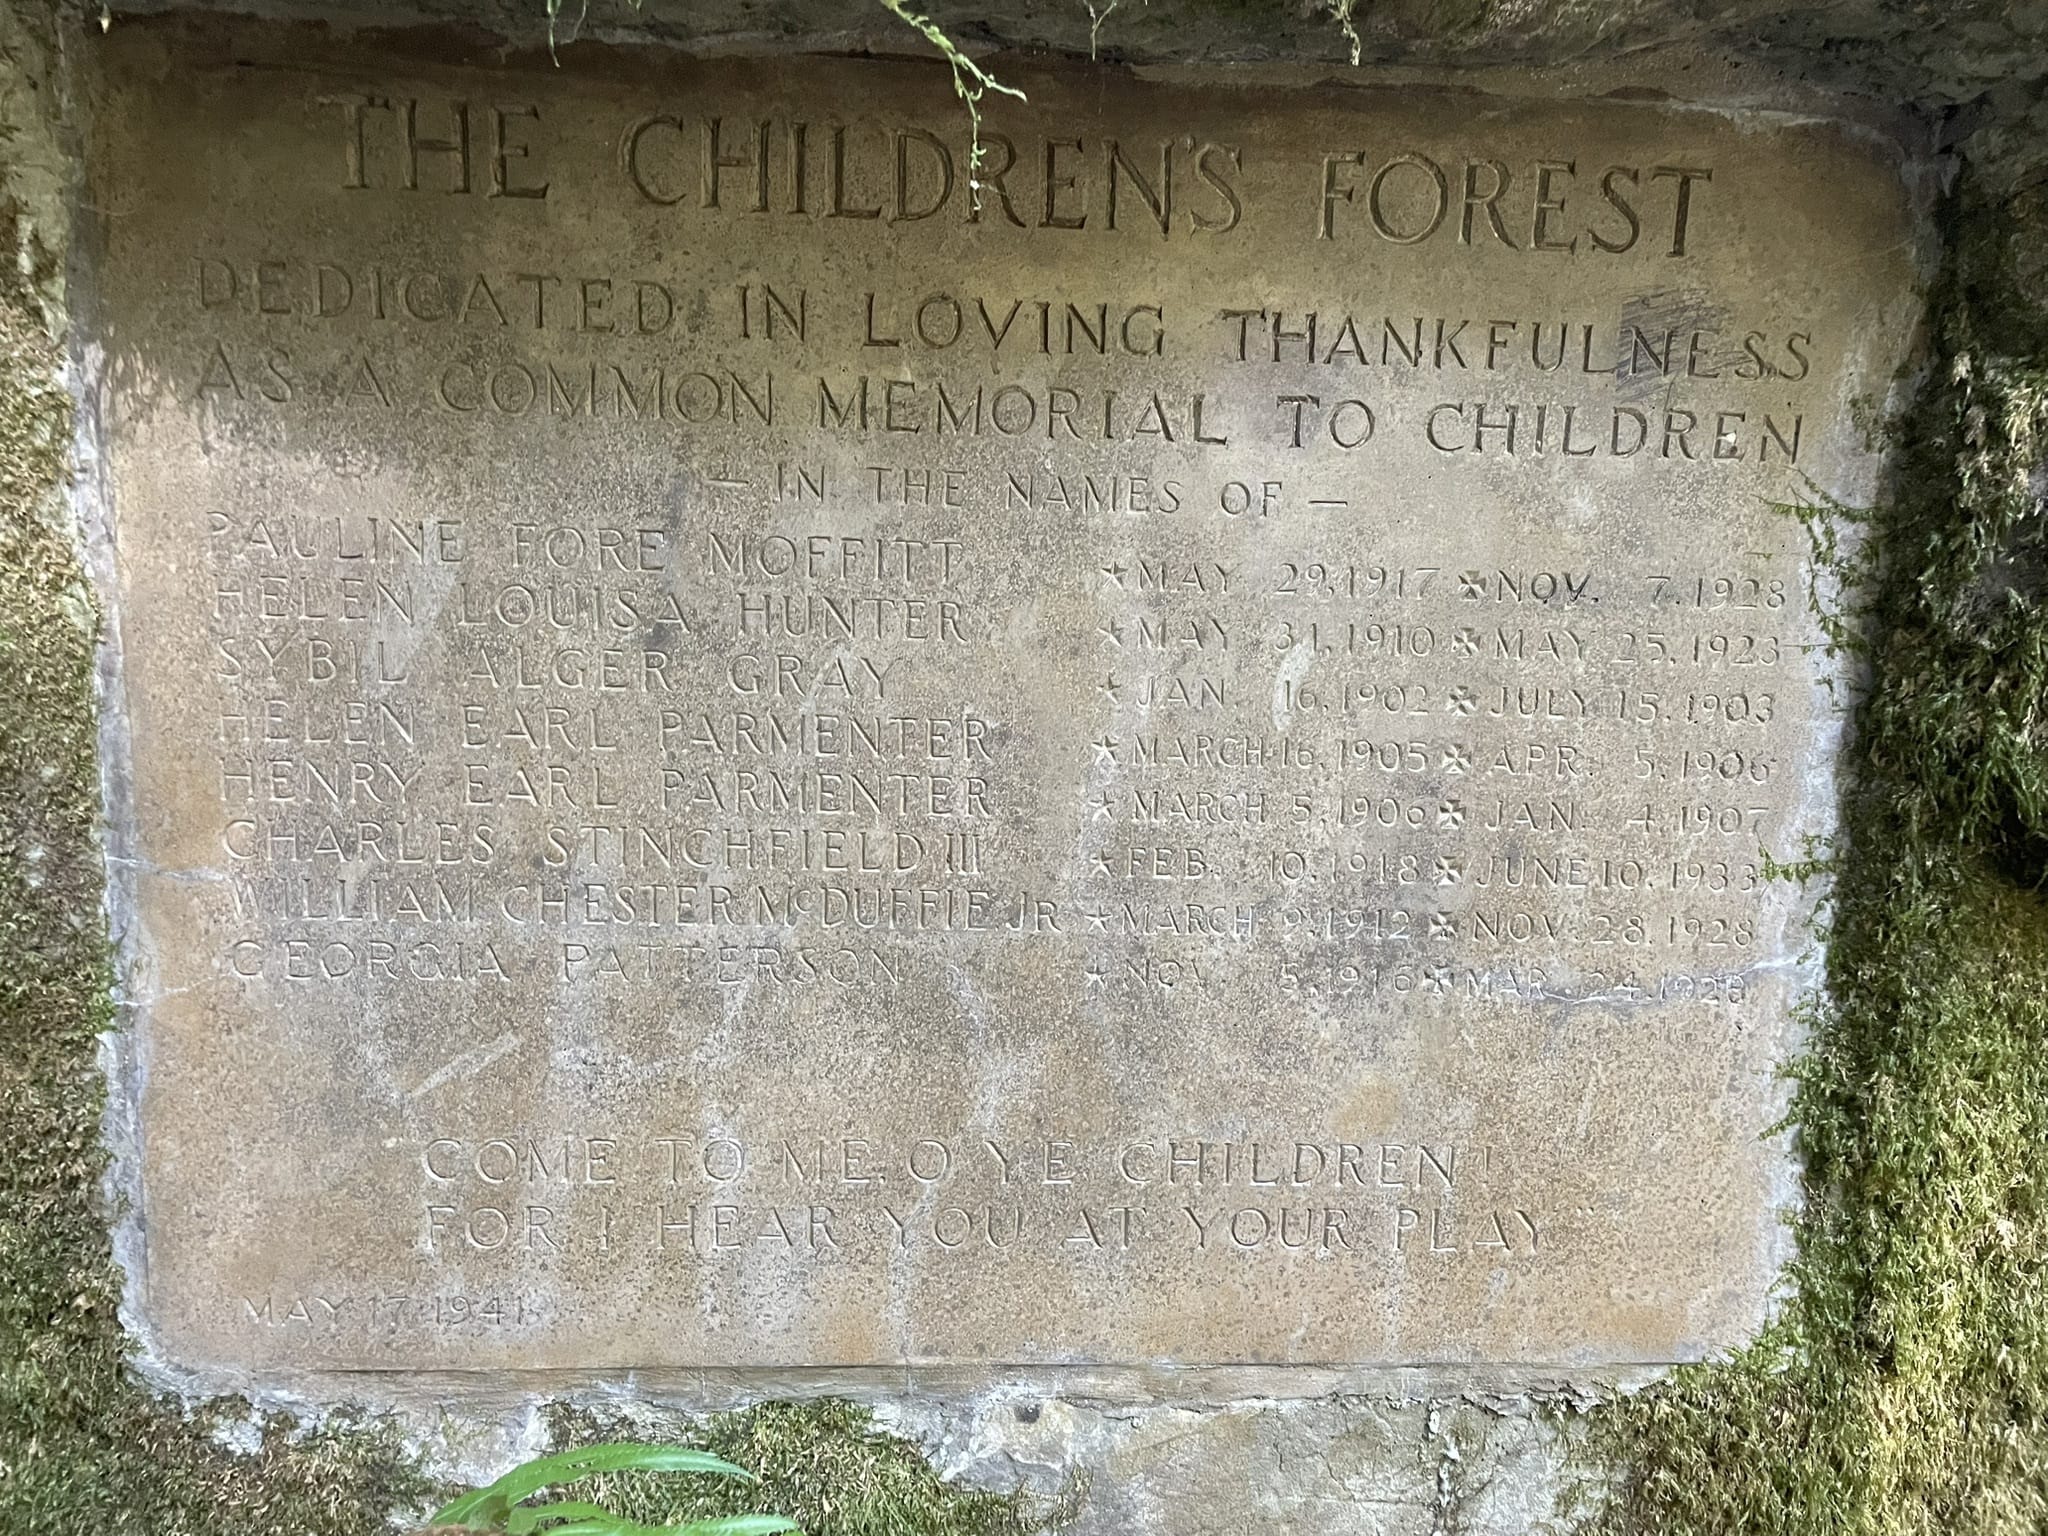 THE CHILDREN'S FOREST
DEDICATED IN LOVING THANKFULNESS
AS A COMMON MEMORIAL TO CHILDREN
— IN THE NAMES OF —
PAULINE FORE MOFFITT ★ MAY 29, 1917 ✠ NOV. 7, 1928
HELEN LOUISA HUNTER ★ MAY 31, 1910 ✠ MAY 25, 1923
SYBIL ALGER GRAY ★ JAN. 16, 1902 ✠ JULY 15, 1903
HELEN EARL PARMENTER ★ MARCH 16, 1905 ✠ APR. 5, 1906
HENRY EARL PARMENTER ★ MARCH 5, 1906 ✠ JAN. 4, 1907
CHARLES STINCHFIELD III ★ FEB. 10, 1918 ✠ JUNE 10, 1933
WILLIAM CHESTER McDUFFIE JR ★ MARCH 9, 1912 ✠ NOV. 28, 1928
GEORGIA PATTERSON ★ NOV. 5, 1916 ✠ MAR. 24,
COME TO ME, O YE CHILDREN!
FOR I HEAR YOU AT YOUR PLAY"
MAY 17, 1941